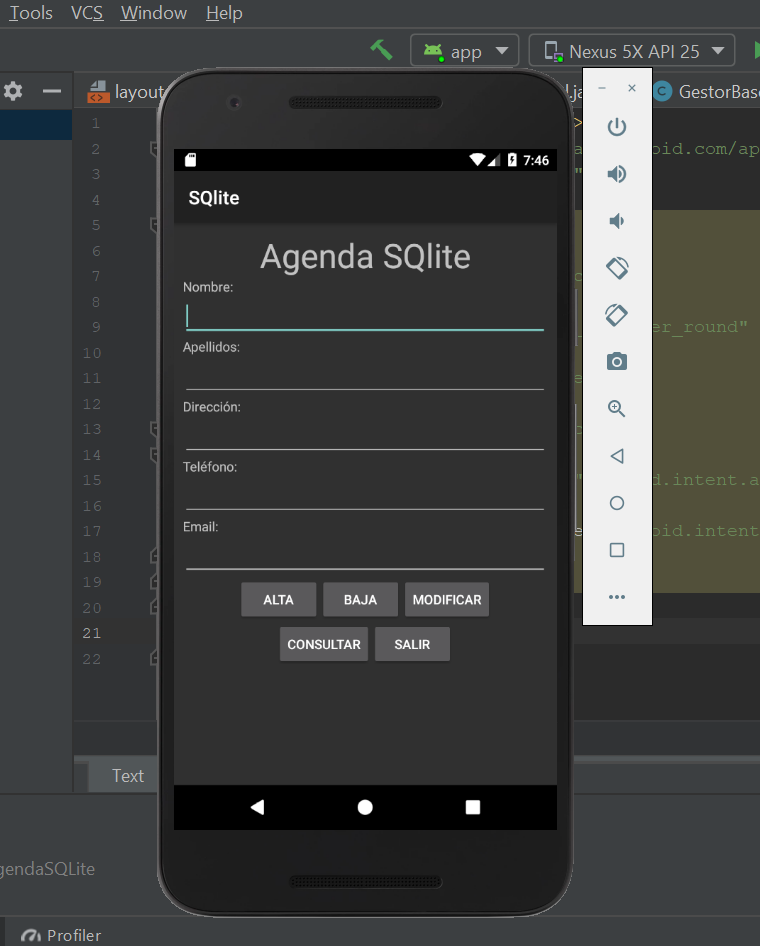 Tools VCS Window Help
app Nexus 5X API 25
layout .ja C GestorBase
1 >
2 oid.com/ap
3 "
4
5
6
7
8
9 er_round"
10
11
12
13
14
15 d.intent.a
16
17 oid.intent
18
19
20
21
22
7:46
SQlite
Agenda SQlite
Nombre:
Apellidos:
Dirección:
Teléfono:
Email:
ALTA BAJA MODIFICAR
CONSULTAR SALIR
Text
gendaSQLite
Profiler